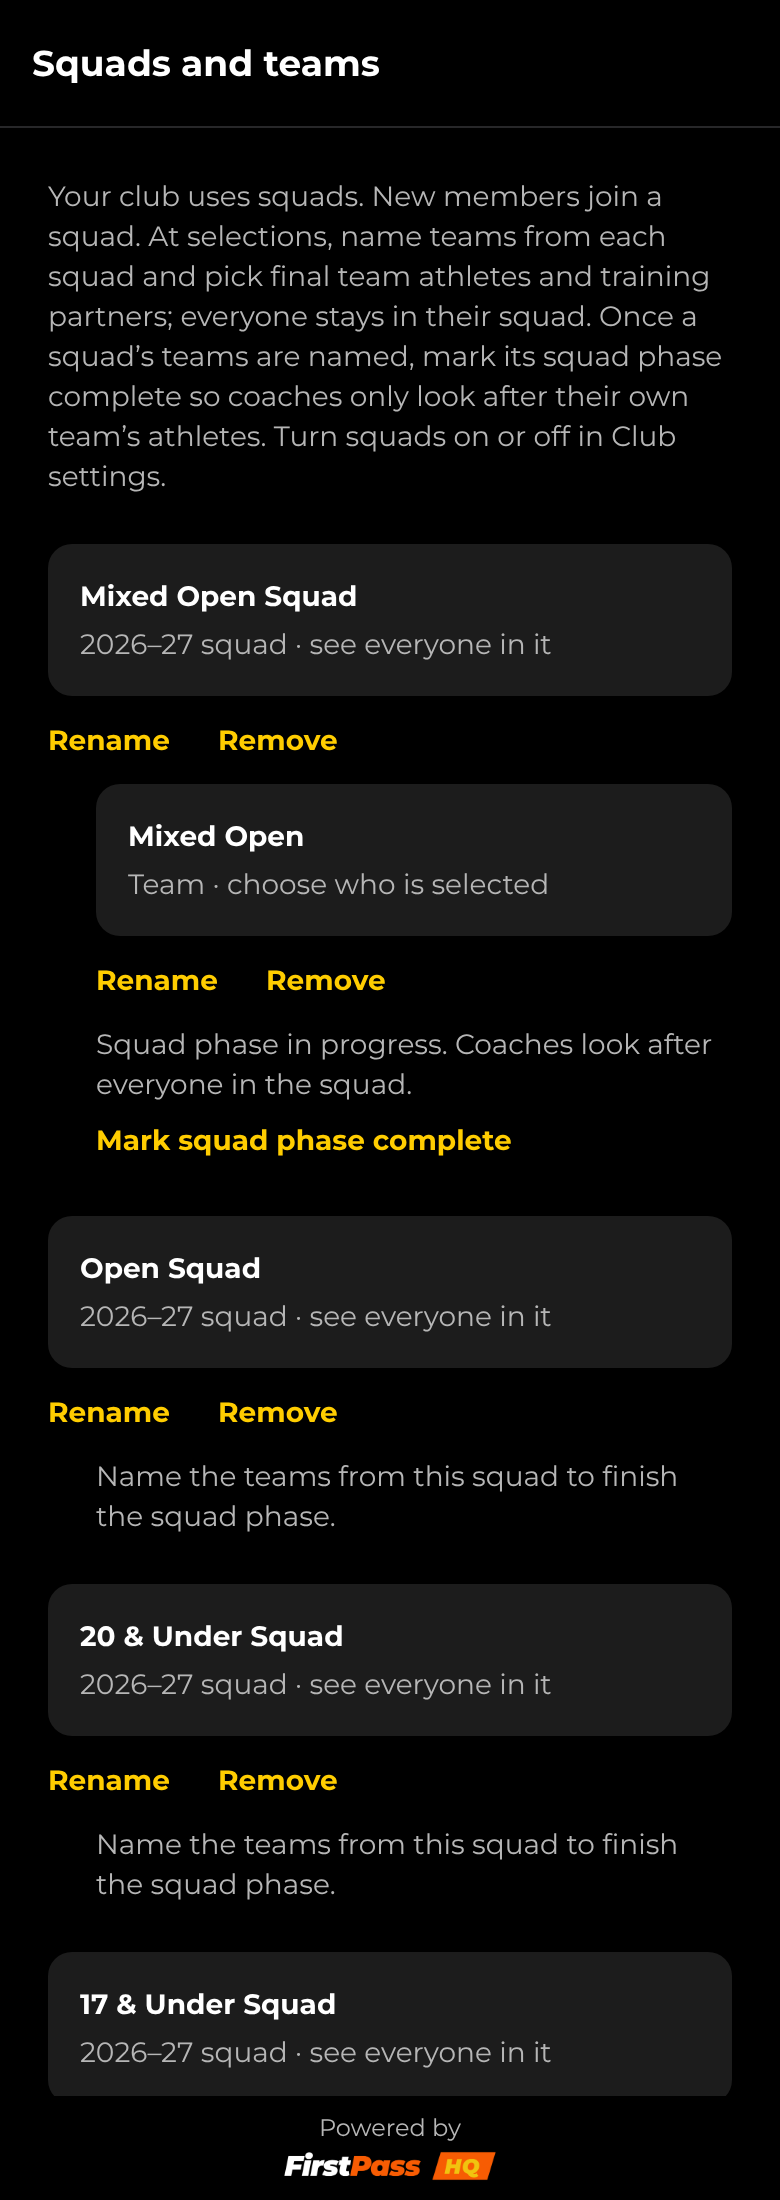 Squads and teams
Your club uses squads. New members join a
squad. At selections, name teams from each
squad and pick final team athletes and training
partners; everyone stays in their squad. Once a
squad’s teams are named, mark its squad phase
complete so coaches only look after their own
team’s athletes. Turn squads on or off in Club
settings.
Mixed Open Squad
2026–27 squad · see everyone in it
Rename Remove
Mixed Open
Team · choose who is selected
Rename Remove
Squad phase in progress. Coaches look after
everyone in the squad.
Mark squad phase complete
Open Squad
2026–27 squad · see everyone in it
Rename Remove
Name the teams from this squad to finish
the squad phase.
20 & Under Squad
2026–27 squad · see everyone in it
Rename Remove
Name the teams from this squad to finish
the squad phase.
17 & Under Squad
2026–27 squad · see everyone in it
Powered by
FirstPass HQ